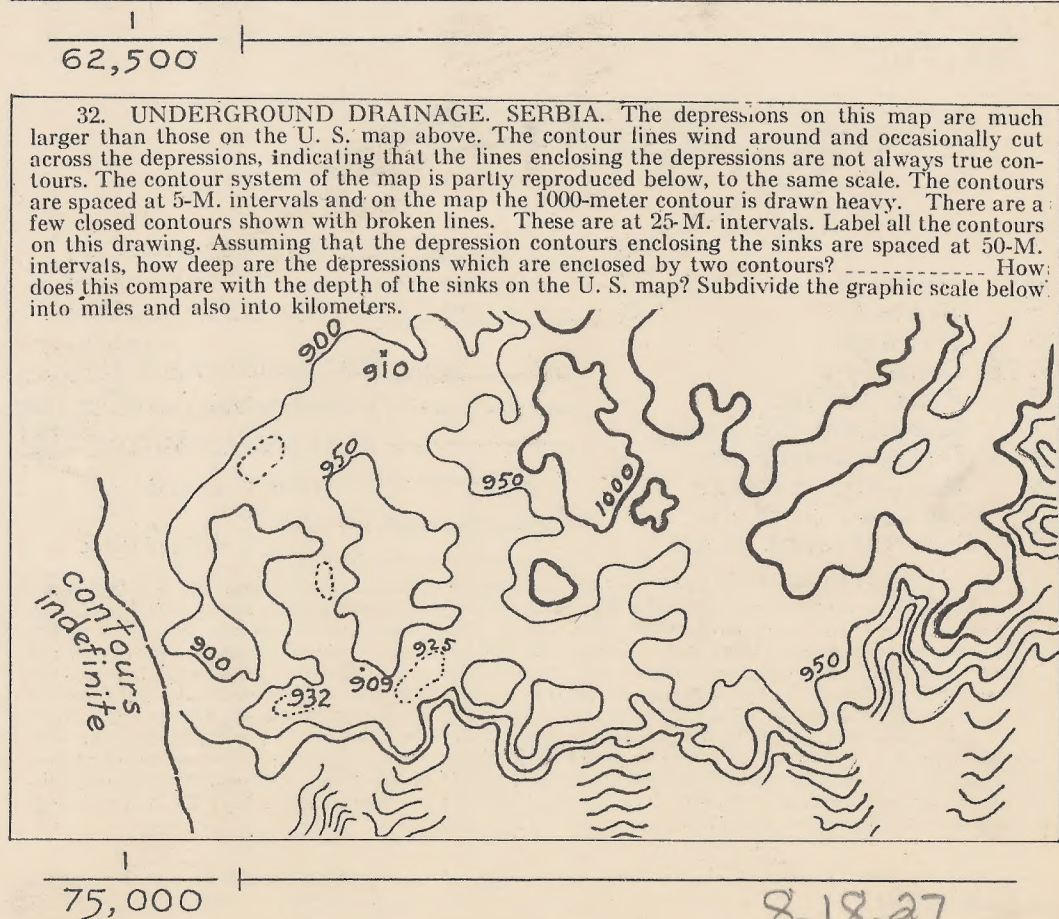 1
62,500
32. UNDERGROUND DRAINAGE. SERBIA. The depressions on this map are much
larger than those on the U. S. map above. The contour lines wind around and occasionally cut
across the depressions, indicating that the lines enclosing the depressions are not always true con-
tours. The contour system of the map is partly reproduced below, to the same scale. The contours
are spaced at 5-M. intervals and on the map the 1000-meter contour is drawn heavy. There are a
few closed contours shown with broken lines. These are at 25-M. intervals. Label all the contours
on this drawing. Assuming that the depression contours enclosing the sinks are spaced at 50-M.
intervals, how deep are the depressions which are enclosed by two contours? ------------ How
does this compare with the depth of the sinks on the U. S. map? Subdivide the graphic scale below
into miles and also into kilometers.
900
910
950
950
1000
contours
indefinite
900
925
909
932
950
1
75,000
8-18-27